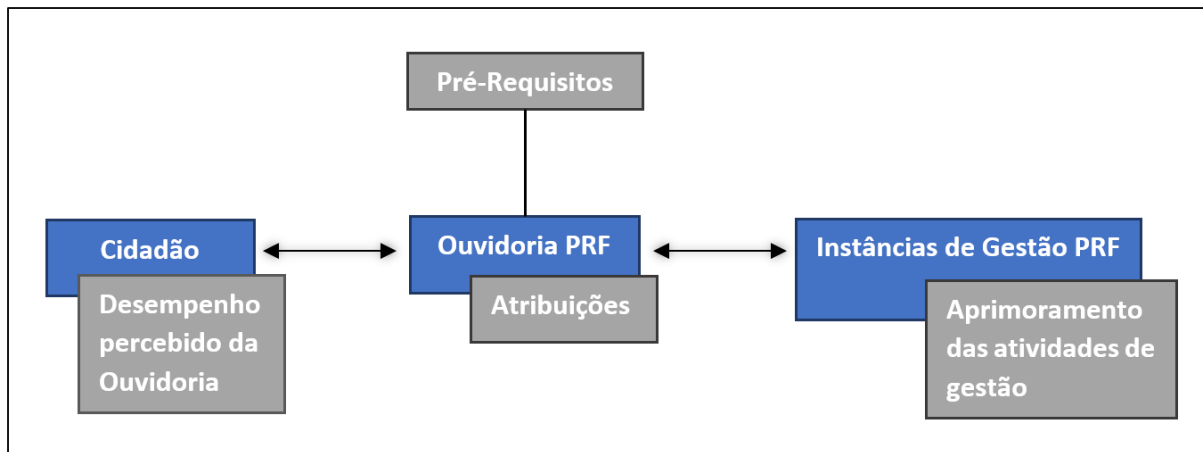 Pré-Requisitos
Cidadão
Desempenho
percebido da
Ouvidoria
Ouvidoria PRF
Atribuições
Instâncias de Gestão PRF
Aprimoramento
das atividades de
gestão